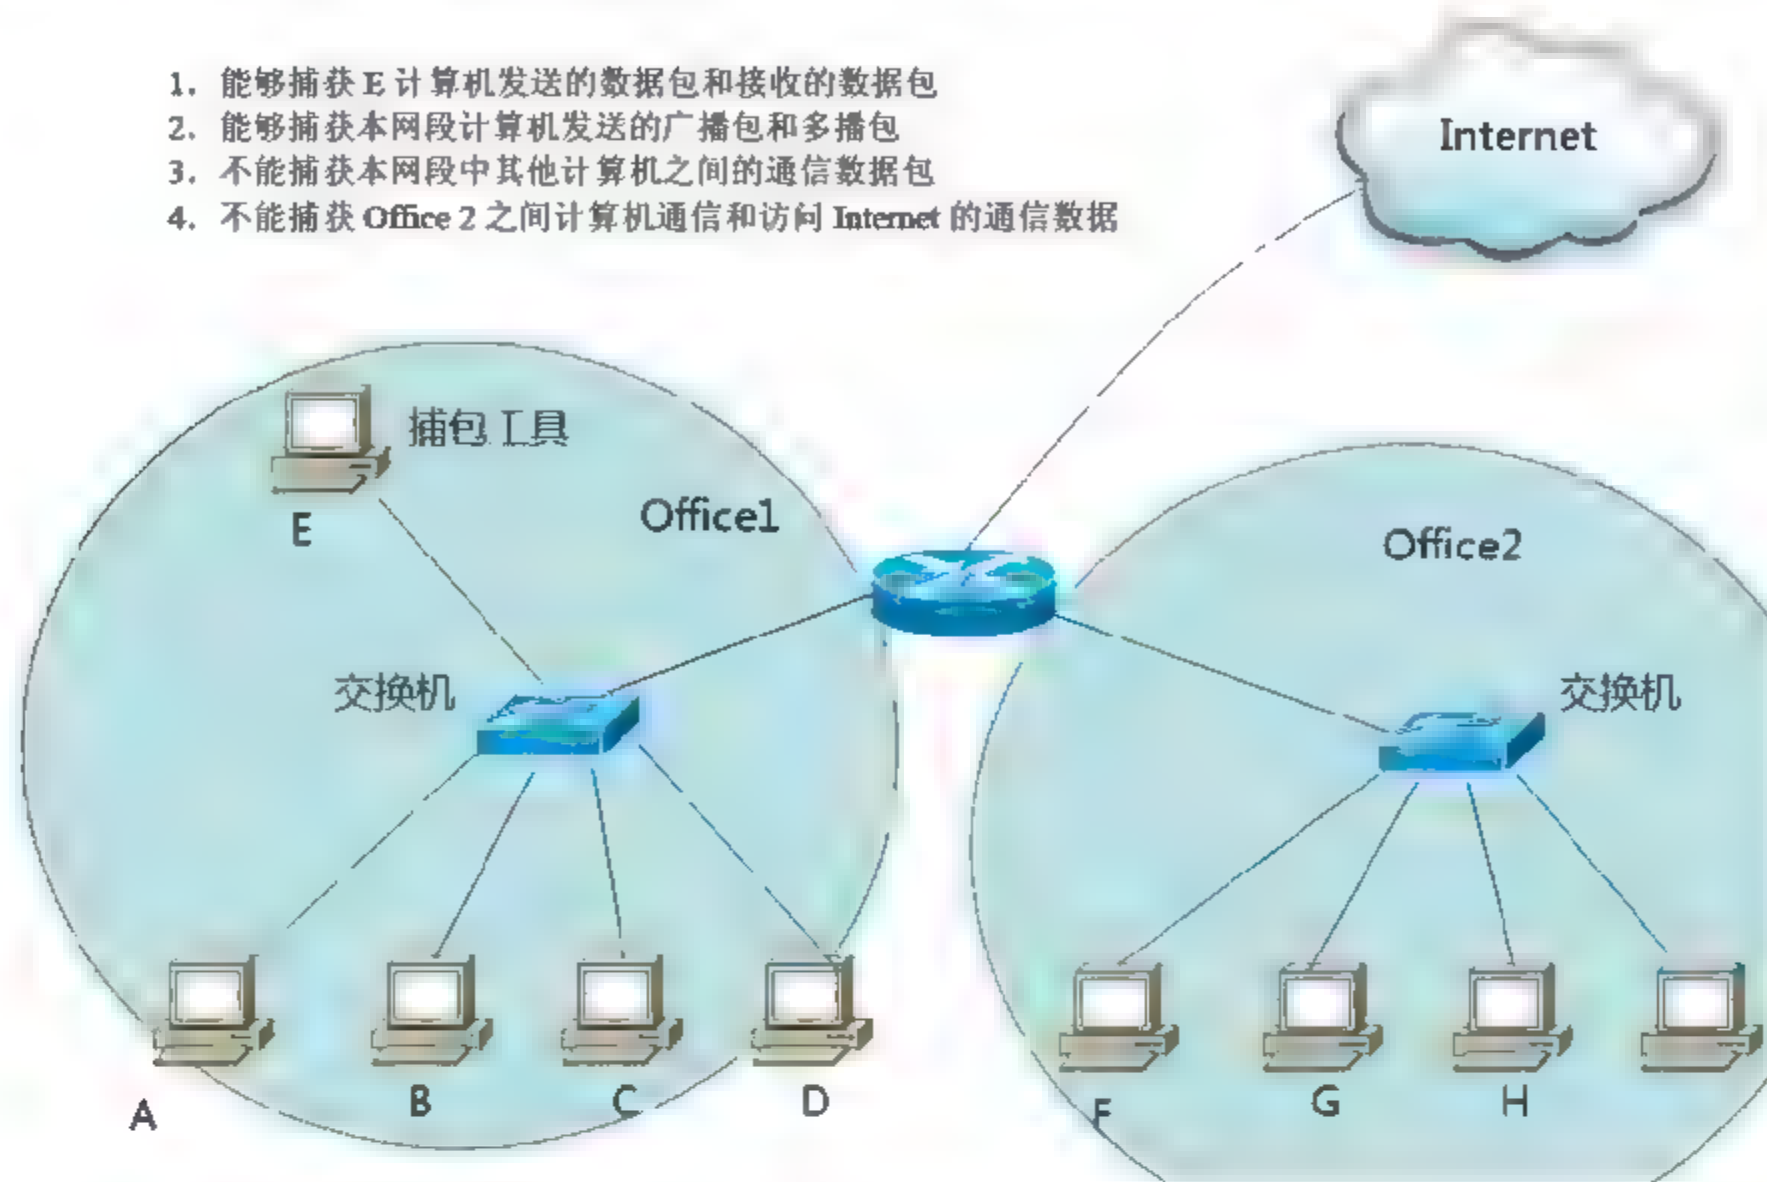 1. 能够捕获 E 计算机发送的数据包和接收的数据包
2. 能够捕获本网段计算机发送的广播包和多播包
3. 不能捕获本网段中其他计算机之间的通信数据包
4. 不能捕获 Office 2 之间计算机通信和访问 Internet 的通信数据
Internet
捕包工具
E
Office1
Office2
交换机
交换机
A
B
C
D
F
G
H